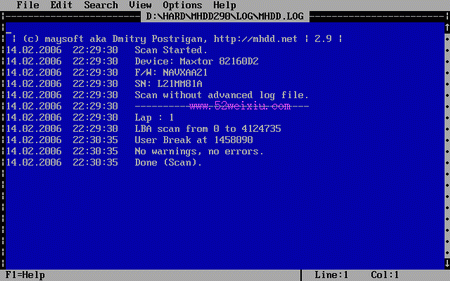 File Edit Search View Options Help
D:\HARD\MHDD290\LOG\MHDD.LOG
| (c) maysoft aka Dmitry Postrigan, http://mhdd.net | 2.9 |
14.02.2006 22:29:30 Scan Started.
14.02.2006 22:29:30 Device: Maxtor 82160D2
14.02.2006 22:29:30 F/W: NAVXAA21
14.02.2006 22:29:30 SN: L21MM81A
14.02.2006 22:29:30 Scan without advanced log file.
14.02.2006 22:29:30 ------------------------------
www.52weixiu.com
14.02.2006 22:29:30 Lap : 1
14.02.2006 22:29:30 LBA scan from 0 to 4124735
14.02.2006 22:30:35 User Break at 1458090
14.02.2006 22:30:35 No warnings, no errors.
14.02.2006 22:30:35 Done (Scan).
F1=Help Line:1 Col:1